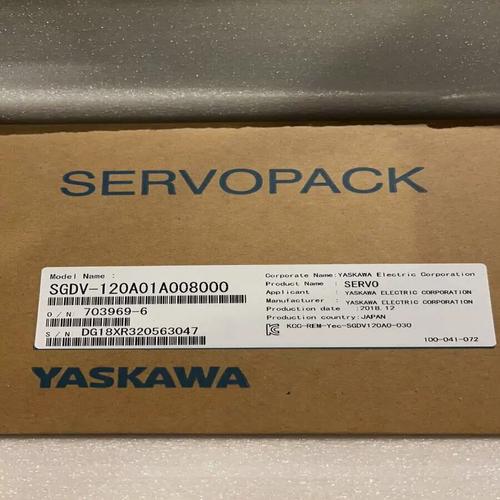 SERVOPACK
Model Name :
SGDV-120A01A008000
O / N : 703969-6
S / N : DG18XR320563047
Corporate Name:YASKAWA Electric Corporation
Product Name : SERVO
Applicant : YASKAWA ELECTRIC CORPORATION
Manufacturer : YASKAWA ELECTRIC CORPORATION
Production date :2018.12
Production country:JAPAN
KCC-REM-Yec-SGDV120A0-030
100-041-072
YASKAWA